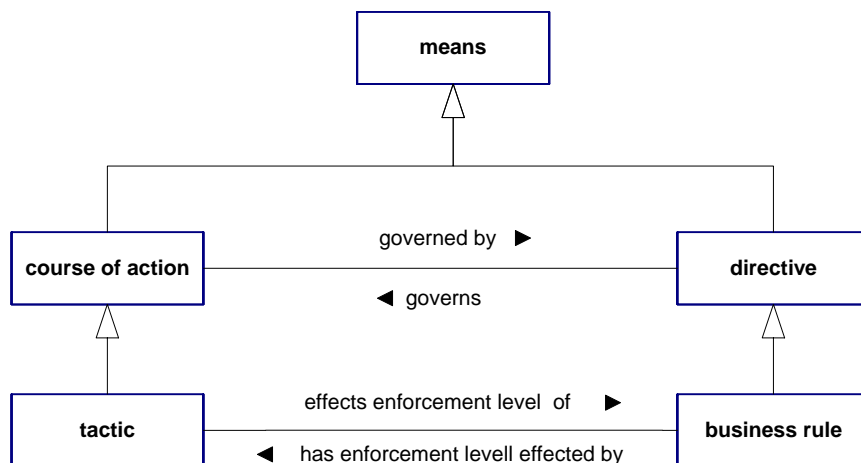 means
governed by ►
course of action
directive
◄ governs
effects enforcement level of ►
tactic
business rule
◄ has enforcement levell effected by